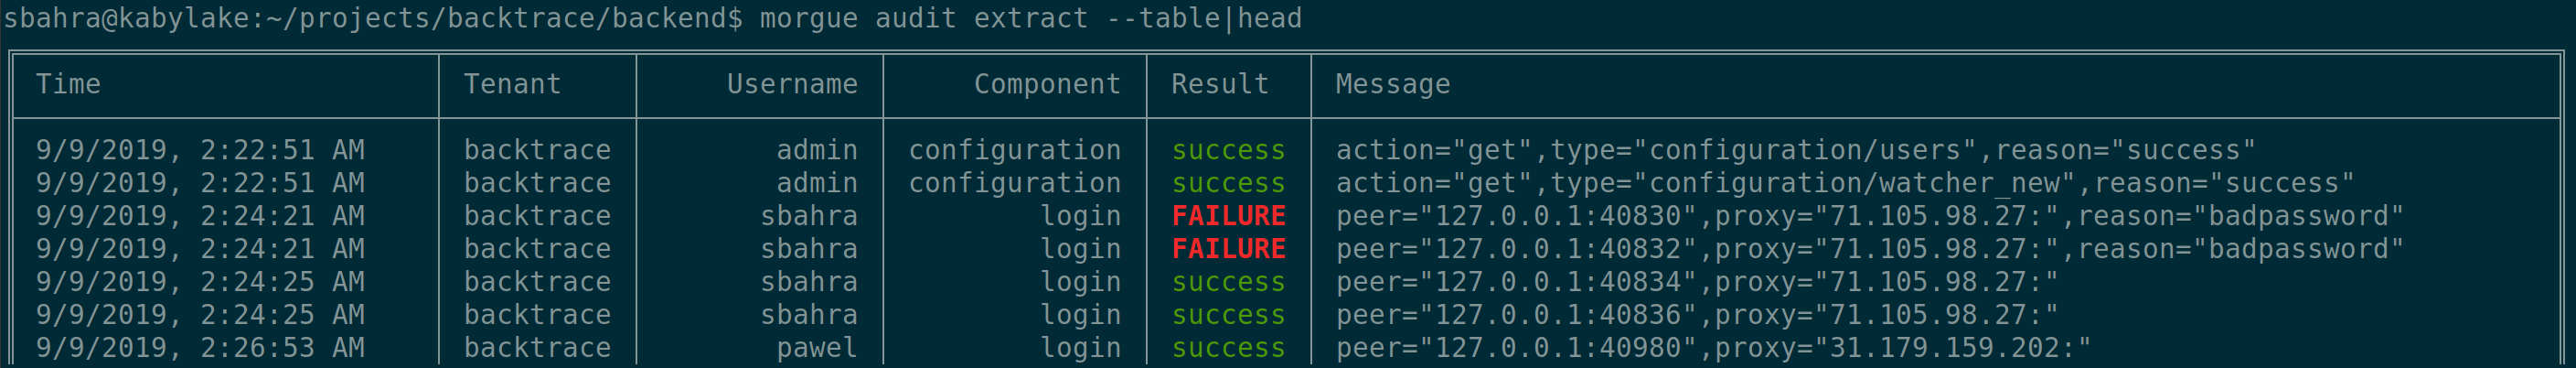 sbahra@kabylake:~/projects/backtrace/backend$ morgue audit extract --table|head
Time Tenant Username Component Result Message
9/9/2019, 2:22:51 AM backtrace admin configuration success action="get",type="configuration/users",reason="success"
9/9/2019, 2:22:51 AM backtrace admin configuration success action="get",type="configuration/watcher_new",reason="success"
9/9/2019, 2:24:21 AM backtrace sbahra login FAILURE peer="127.0.0.1:40830",proxy="71.105.98.27:",reason="badpassword"
9/9/2019, 2:24:21 AM backtrace sbahra login FAILURE peer="127.0.0.1:40832",proxy="71.105.98.27:",reason="badpassword"
9/9/2019, 2:24:25 AM backtrace sbahra login success peer="127.0.0.1:40834",proxy="71.105.98.27:"
9/9/2019, 2:24:25 AM backtrace sbahra login success peer="127.0.0.1:40836",proxy="71.105.98.27:"
9/9/2019, 2:26:53 AM backtrace pawel login success peer="127.0.0.1:40980",proxy="31.179.159.202:"